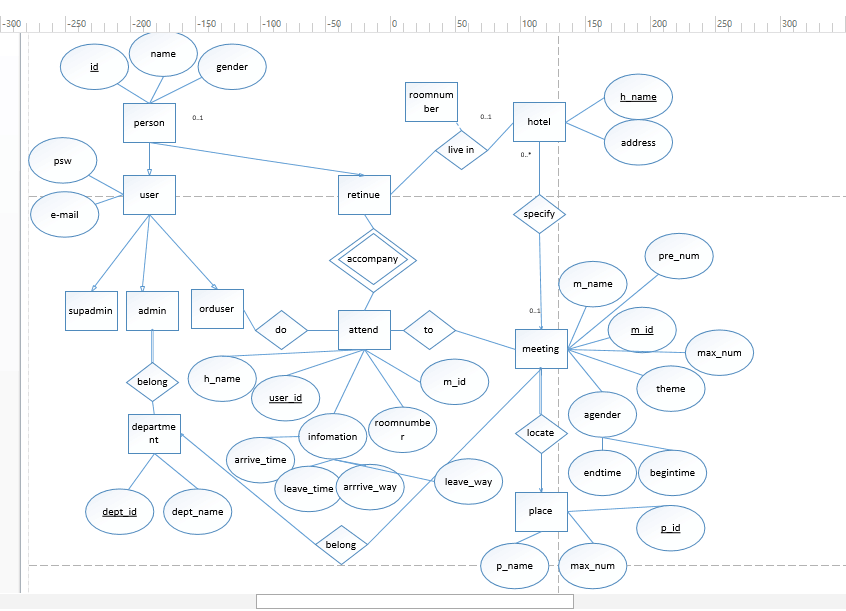 -300 -250 -200 -150 -100 -50 0 50 100 150 200 250 300
name
id
gender
roomnum
ber
h_name
person
0..1
0..1
hotel
address
live in
0..*
psw
user
retinue
e-mail
specify
accompany
pre_num
m_name
supadmin
admin
orduser
0..1
do
attend
to
m_id
meeting
max_num
h_name
belong
m_id
theme
user_id
agender
departme
nt
infomation
roomnumbe
r
locate
arrive_time
endtime
begintime
leave_time
arrrive_way
leave_way
dept_id
dept_name
place
p_id
belong
p_name
max_num